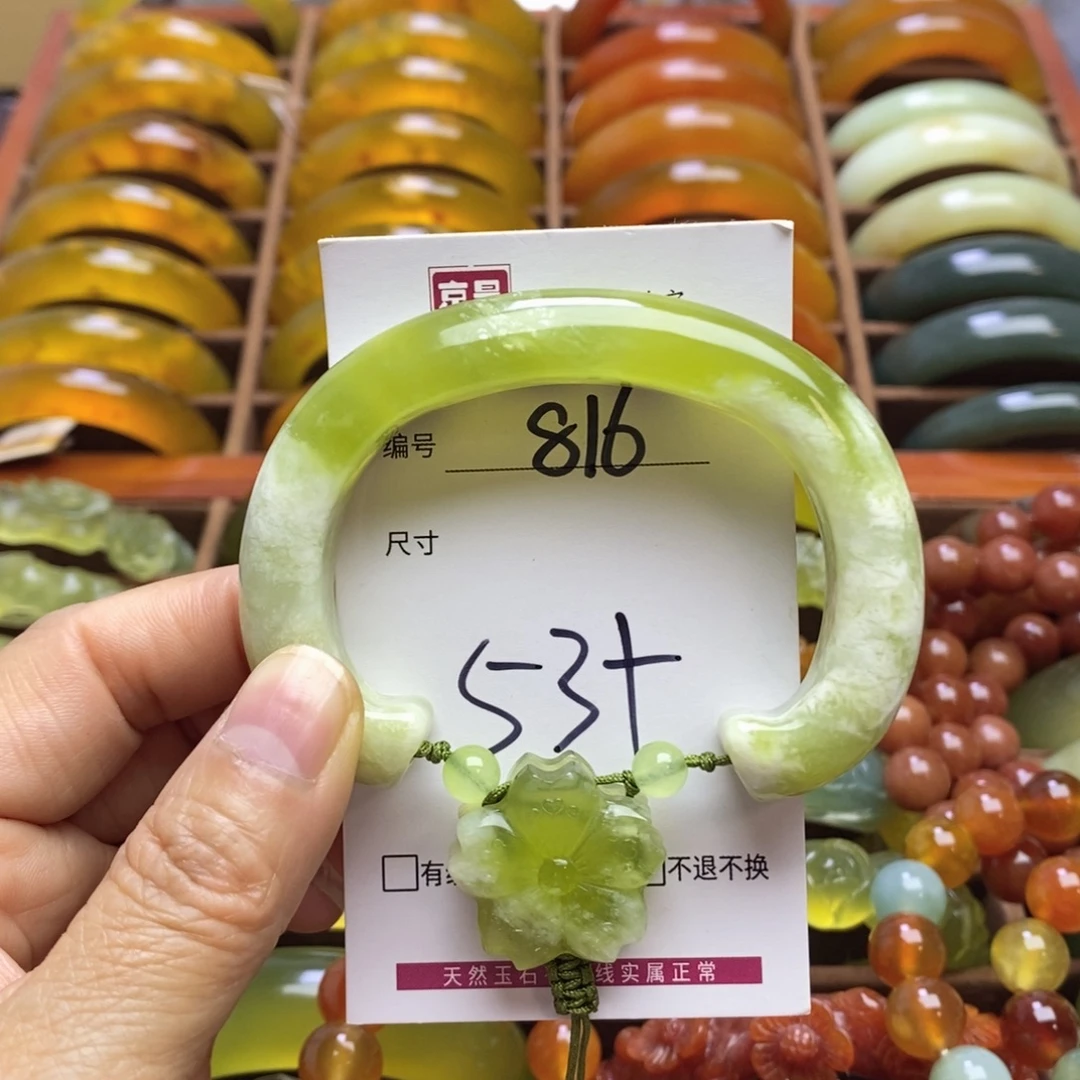 编号 816
尺寸
53+
有
不退不换
天然玉石 线实属正常